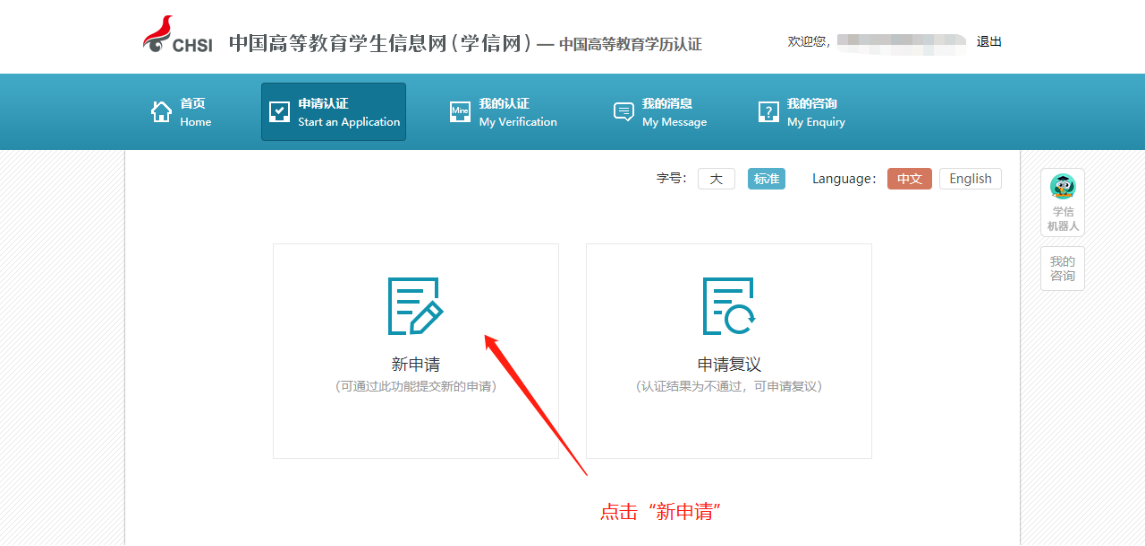 CHSI 中国高等教育学生信息网(学信网) — 中国高等教育学历认证
欢迎您, 退出
首页
Home
申请认证
Start an Application
Mine
我的认证
My Verification
我的消息
My Message
?
我的咨询
My Enquiry
字号: 大 标准 Language: 中文 English
学信
机器人
我的
咨询
新申请
(可通过此功能提交新的申请)
申请复议
(认证结果为不通过，可申请复议)
点击“新申请”